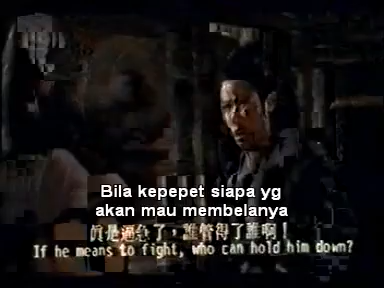 Bila kepepet siapa yg
akan mau membelanya
真是逼急了，誰管得了誰啊！
If he means to fight, who can hold him down?